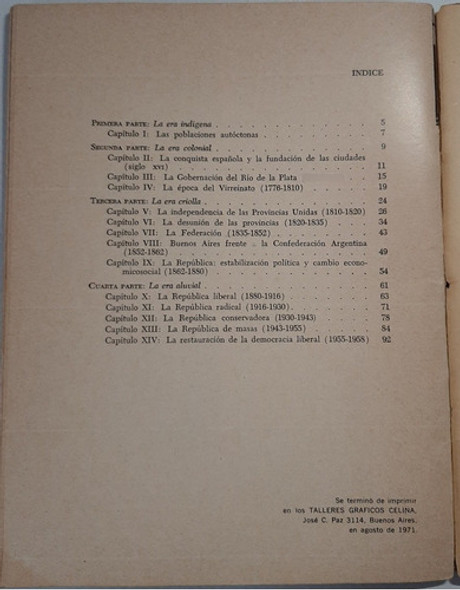 INDICE
PRIMERA PARTE: La era indígena . . . . . . . . . . . . . 5
Capítulo I: Las poblaciones autóctonas . . . . . . . . . . 7
SEGUNDA PARTE: La era colonial . . . . . . . . . . . . . 9
Capítulo II: La conquista española y la fundación de las ciudades
(siglo XVI) . . . . . . . . . . . . . . . . . . 11
Capítulo III: La Gobernación del Río de la Plata . . . . . . . 15
Capítulo IV: La época del Virreinato (1776-1810) . . . . . . . 19
TERCERA PARTE: La era criolla . . . . . . . . . . . . . . 24
Capítulo V: La independencia de las Provincias Unidas (1810-1820) . 26
Capítulo VI: La desunión de las provincias (1820-1835) . . . . . 34
Capítulo VII: La Federación (1835-1852) . . . . . . . . . . 43
Capítulo VIII: Buenos Aires frente a la Confederación Argentina
(1852-1862) . . . . . . . . . . . . . . . . . . 49
Capítulo IX: La República: estabilización política y cambio eco-
nómicosocial (1862-1880) . . . . . . . . . . . . . . 54
CUARTA PARTE: La era aluvial . . . . . . . . . . . . . . 61
Capítulo X: La República liberal (1880-1916) . . . . . . . . 63
Capítulo XI: La República radical (1916-1930) . . . . . . . . 71
Capítulo XII: La República conservadora (1930-1943) . . . . . . 78
Capítulo XIII: La República de masas (1943-1955) . . . . . . . 84
Capítulo XIV: La restauración de la democracia liberal (1955-1958) 92
Se terminó de imprimir
en los TALLERES GRAFICOS CELINA,
José C. Paz 3114, Buenos Aires,
en agosto de 1971.